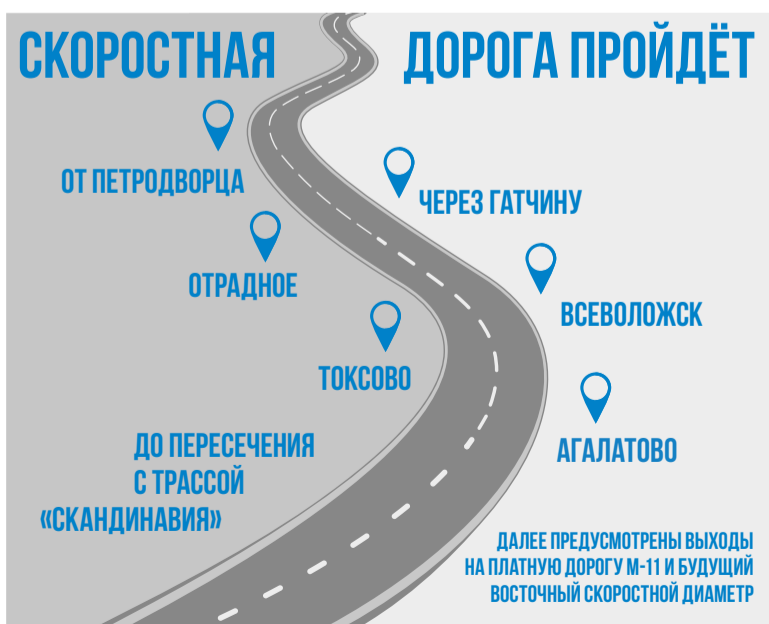 СКОРОСТНАЯ ДОРОГА ПРОЙДЁТ
ОТ ПЕТРОДВОРЦА
ЧЕРЕЗ ГАТЧИНУ
ОТРАДНОЕ
ВСЕВОЛОЖСК
ТОКСОВО
АГАЛАТОВО
ДО ПЕРЕСЕЧЕНИЯ
С ТРАССОЙ
«СКАНДИНАВИЯ»
ДАЛЕЕ ПРЕДУСМОТРЕНЫ ВЫХОДЫ
НА ПЛАТНУЮ ДОРОГУ М-11 И БУДУЩИЙ
ВОСТОЧНЫЙ СКОРОСТНОЙ ДИАМЕТР